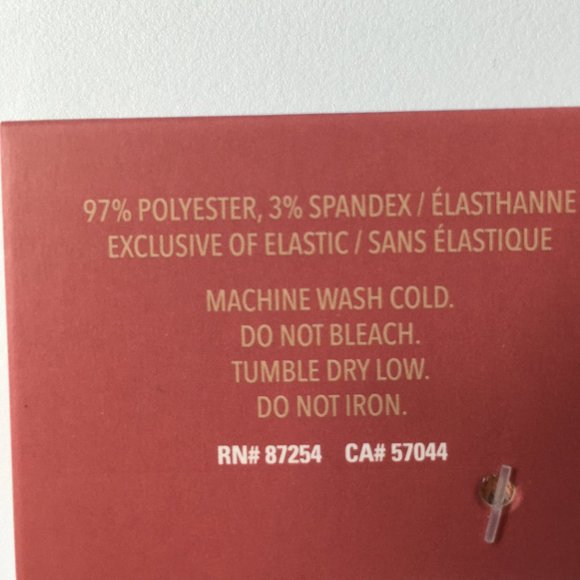 97% POLYESTER, 3% SPANDEX / ÉLASTHANNE
EXCLUSIVE OF ELASTIC / SANS ÉLASTIQUE
MACHINE WASH COLD.
DO NOT BLEACH.
TUMBLE DRY LOW.
DO NOT IRON.
RN# 87254 CA# 57044